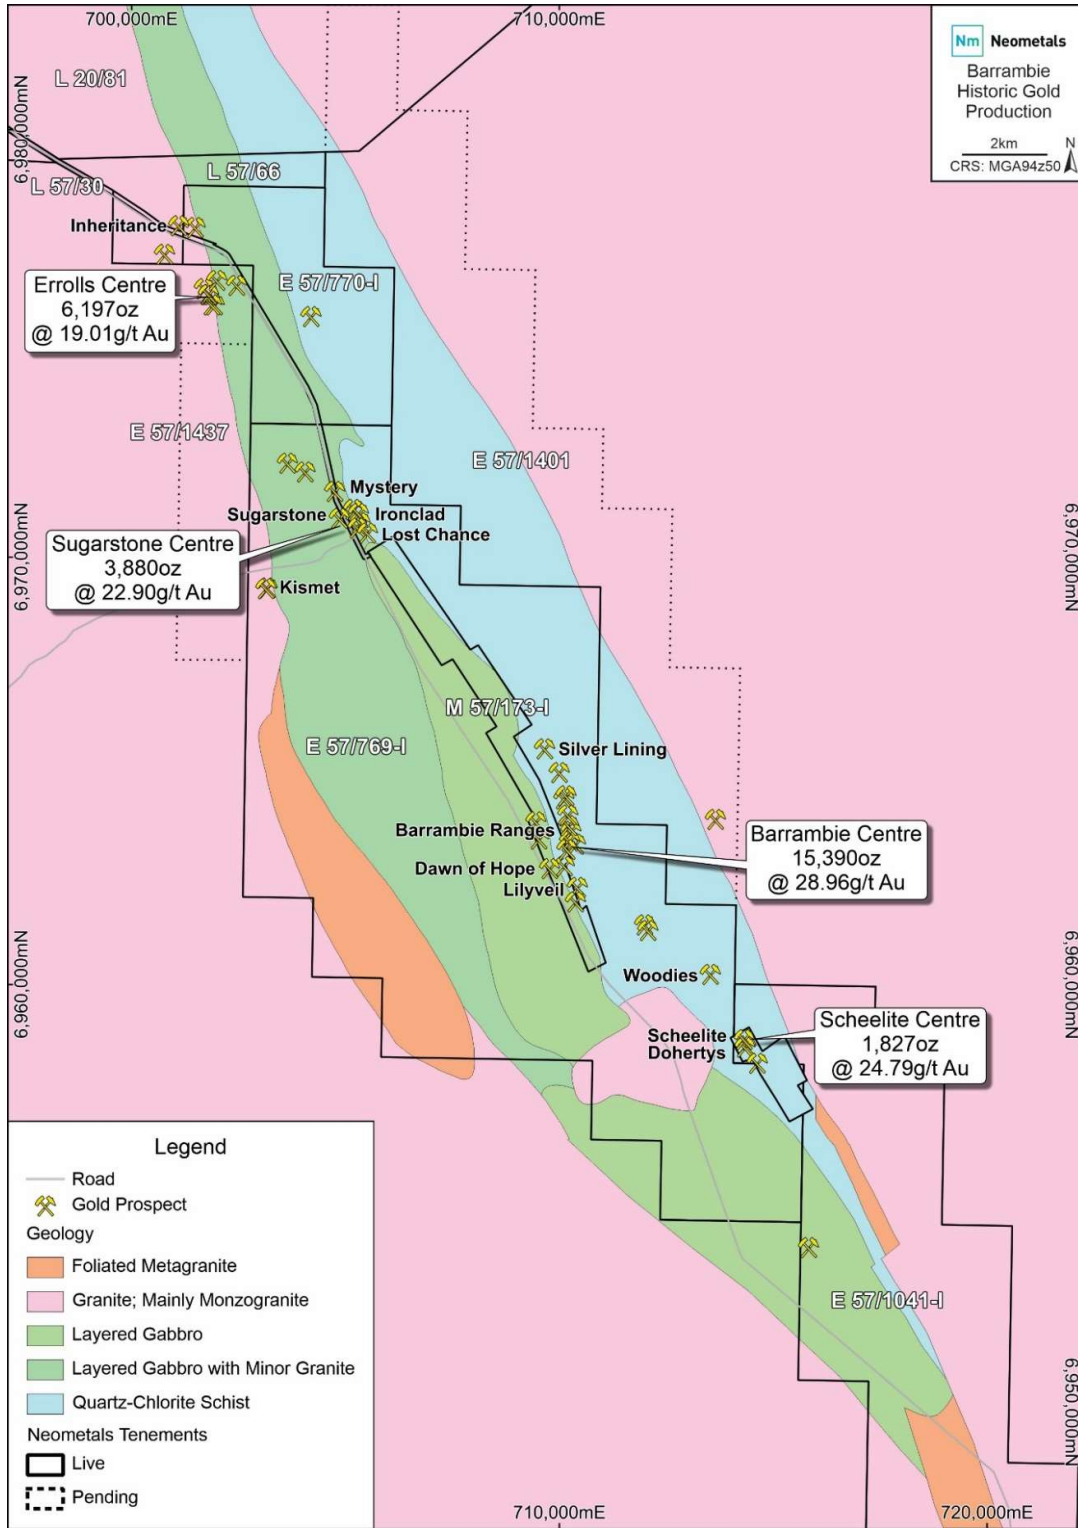 700,000mE
710,000mE
Nm Neometals
Barrambie
Historic Gold
Production
2km
N
CRS: MGA94z50
6,980,000mN
L 20/81
L 57/66
L 57/30
Inheritance
E 57/770-I
Errolls Centre
6,197oz
@ 19.01g/t Au
E 57/1437
E 57/1401
Mystery
Sugarstone
Ironclad
Lost Chance
6,970,000mN
6,970,000mN
Sugarstone Centre
3,880oz
@ 22.90g/t Au
Kismet
M 57/173-I
E 57/769-I
Silver Lining
Barrambie Ranges
Barrambie Centre
15,390oz
@ 28.96g/t Au
Dawn of Hope
Lilyveil
6,960,000mN
6,960,000mN
Woodies
Scheelite
Dohertys
Scheelite Centre
1,827oz
@ 24.79g/t Au
E 57/1041-I
6,950,000mN
Legend
Road
Gold Prospect
Geology
Foliated Metagranite
Granite; Mainly Monzogranite
Layered Gabbro
Layered Gabbro with Minor Granite
Quartz-Chlorite Schist
Neometals Tenements
Live
Pending
710,000mE
720,000mE